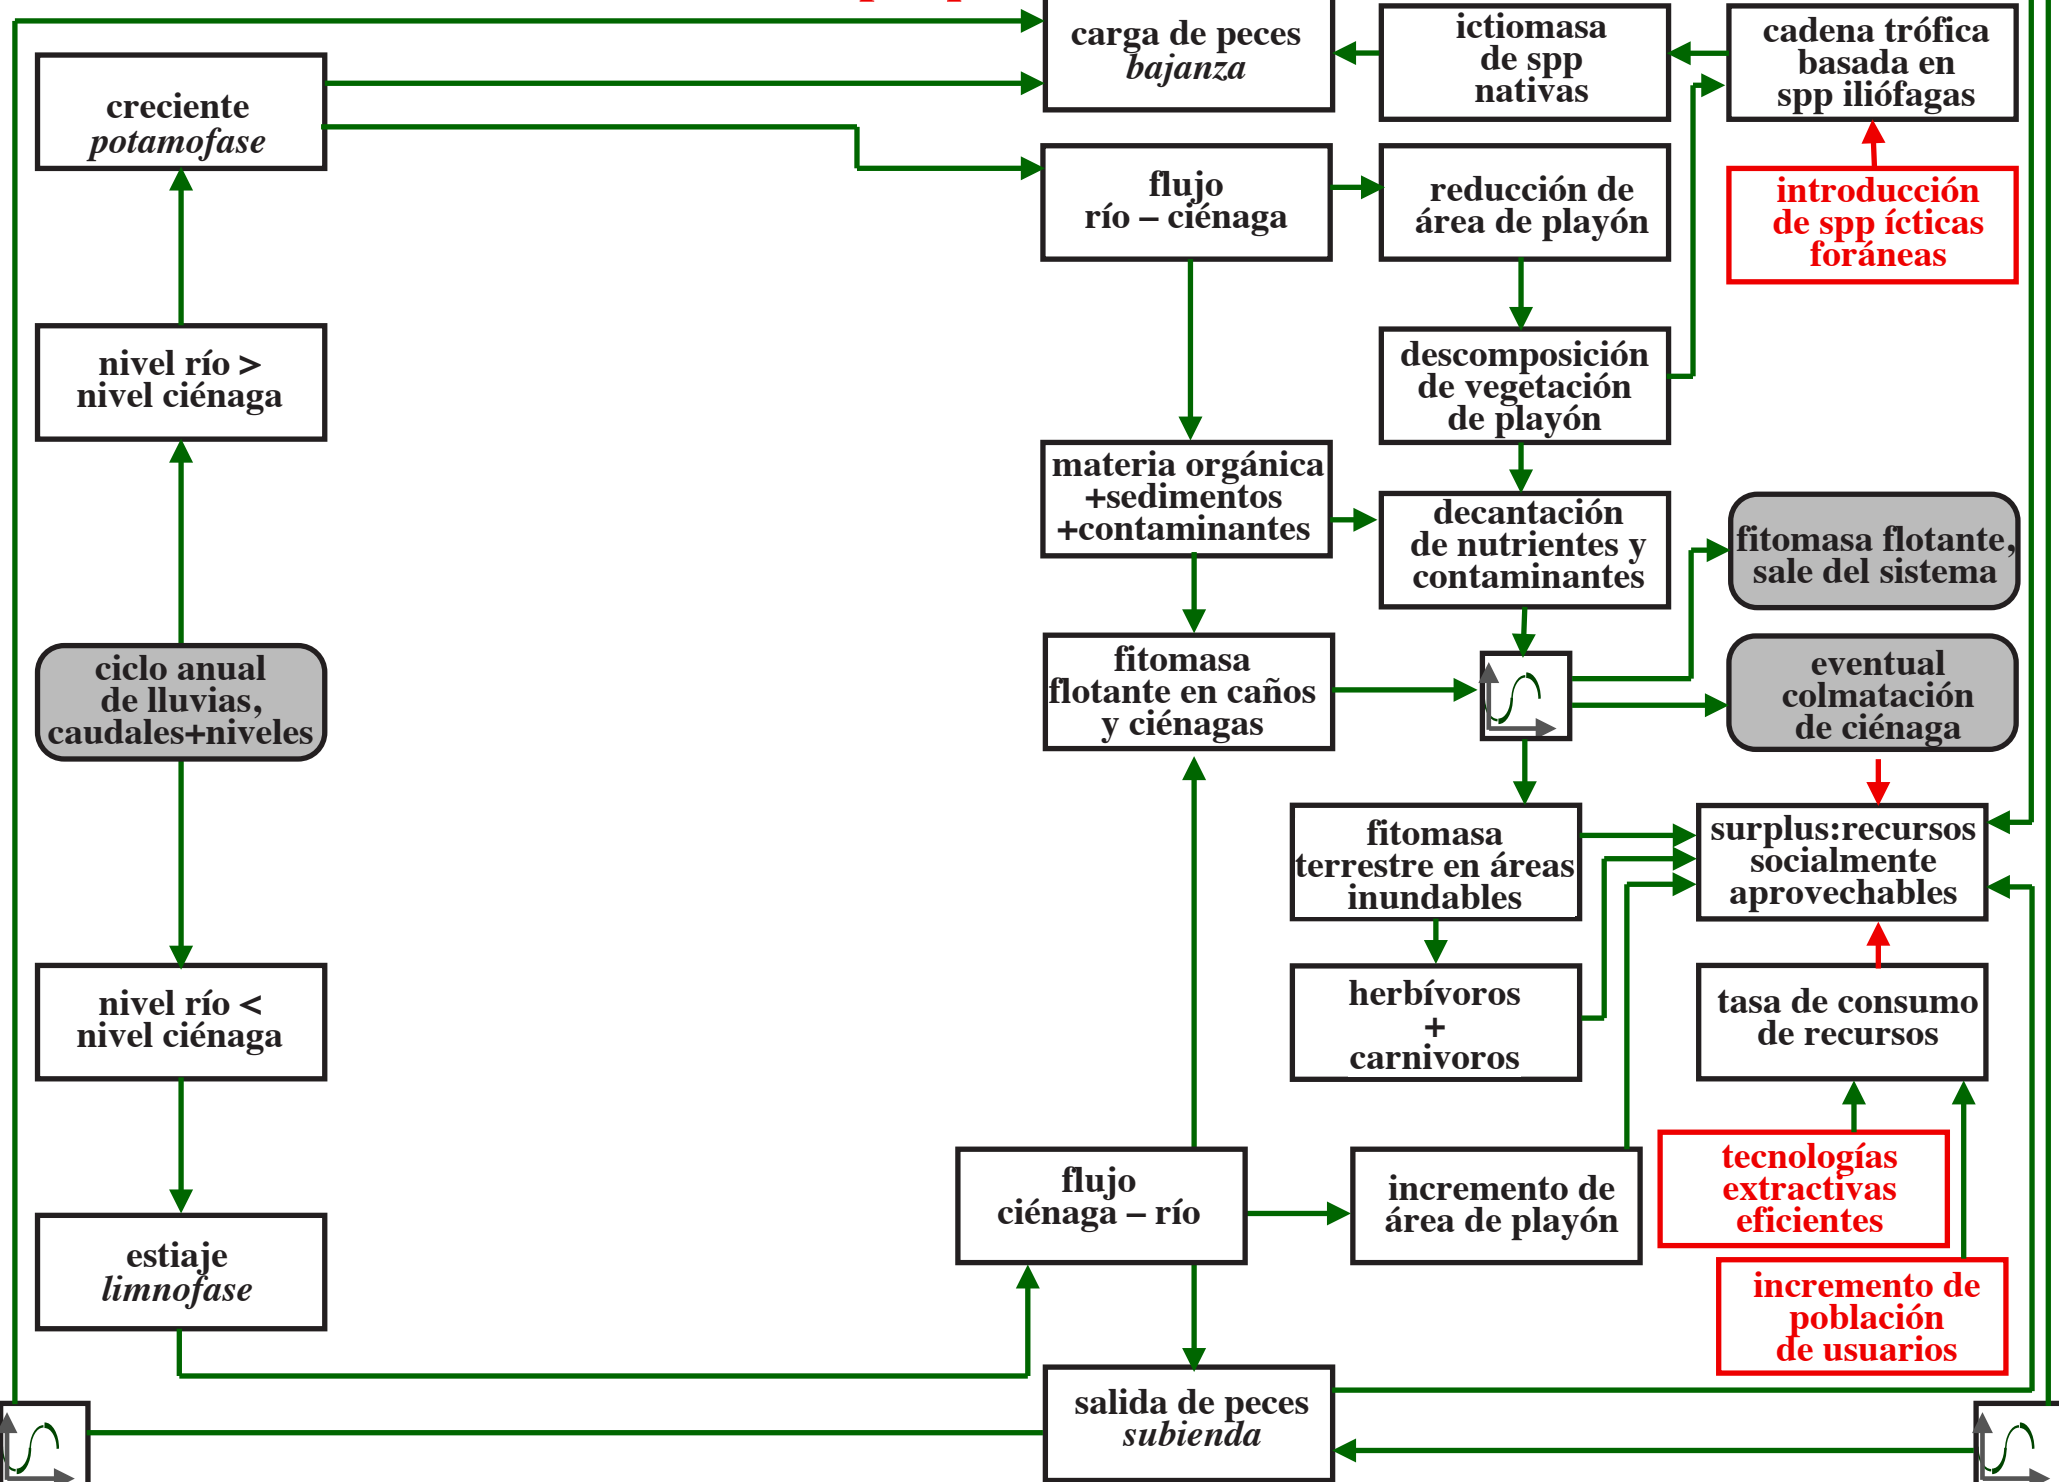 carga de peces
bajanza
ictiomasa
de spp
nativas
cadena trófica
basada en
spp iliófagas
creciente
potamofase
flujo
río – ciénaga
reducción de
área de playón
introducción
de spp ícticas
foráneas
nivel río >
nivel ciénaga
descomposición
de vegetación
de playón
materia orgánica
+sedimentos
+contaminantes
decantación
de nutrientes y
contaminantes
fitomasa flotante,
sale del sistema
ciclo anual
de lluvias,
caudales+niveles
fitomasa
flotante en caños
y ciénagas
eventual
colmatación
de ciénaga
fitomasa
terrestre en áreas
inundables
surplus:recursos
socialmente
aprovechables
nivel río <
nivel ciénaga
herbívoros
+
carnivoros
tasa de consumo
de recursos
flujo
ciénaga – río
incremento de
área de playón
tecnologías
extractivas
eficientes
estiaje
limnofase
incremento de
población
de usuarios
salida de peces
subienda